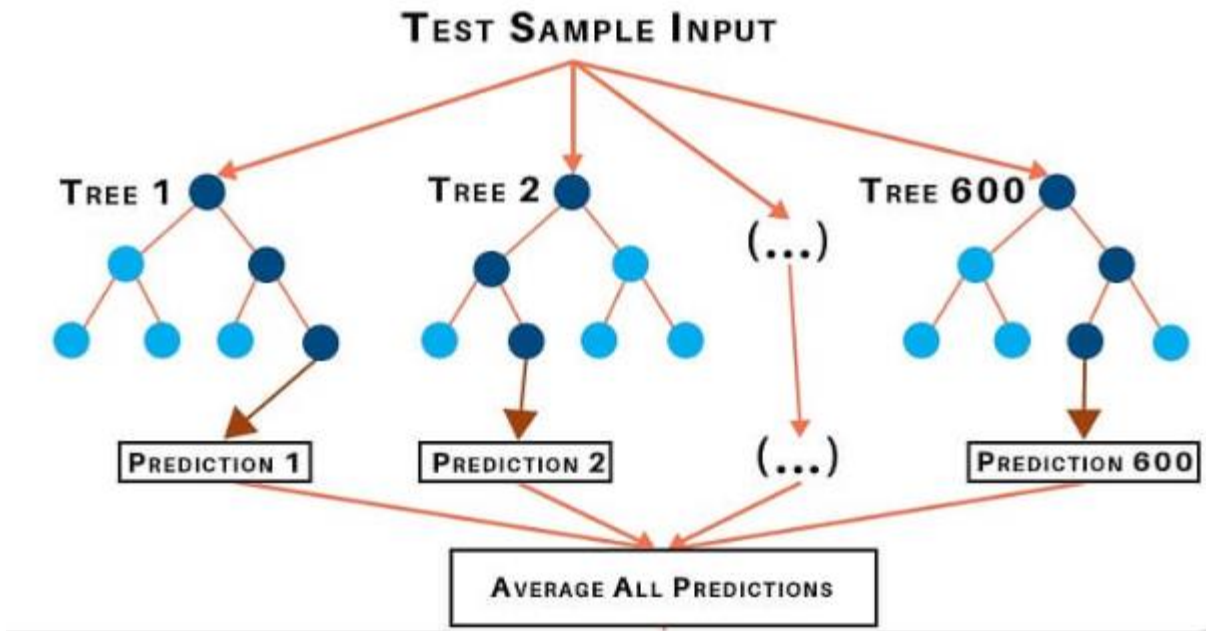 TEST SAMPLE INPUT
TREE 1
TREE 2
TREE 600
(...)
PREDICTION 1
PREDICTION 2
(...)
PREDICTION 600
AVERAGE ALL PREDICTIONS